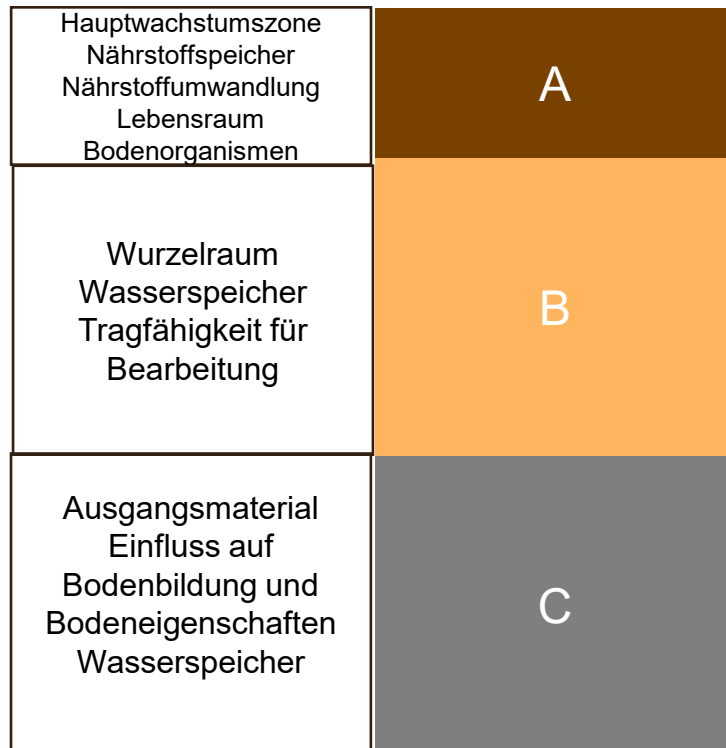 Hauptwachstumszone
Nährstoffspeicher
Nährstoffumwandlung
Lebensraum
Bodenorganismen
A
Wurzelraum
Wasserspeicher
Tragfähigkeit für
Bearbeitung
B
Ausgangsmaterial
Einfluss auf
Bodenbildung und
Bodeneigenschaften
Wasserspeicher
C